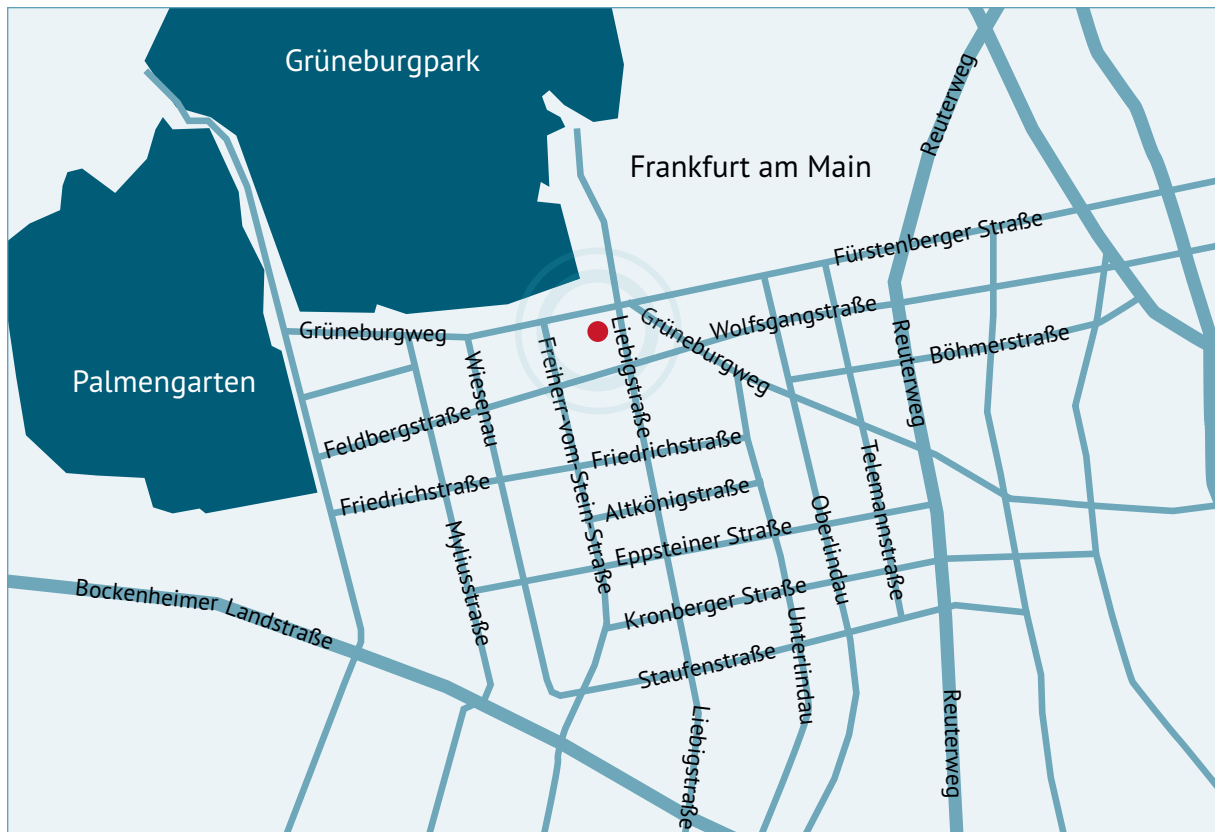 Grüneburgpark
Reuterweg
Frankfurt am Main
Fürstenberger Straße
Grüneburgweg
Liebigstraße
Grüneburgweg
Wolfsgangstraße
Reuterweg
Böhmerstraße
Palmengarten
Wiesenau
Freiherr-vom-Stein-Straße
Feldbergstraße
Friedrichstraße
Friedrichstraße
Telemannstraße
Altkönigstraße
Oberlindau
Myliusstraße
Eppsteiner Straße
Bockenheimer Landstraße
Kronberger Straße
Unterlindau
Staufenstraße
Liebigstraße
Reuterweg